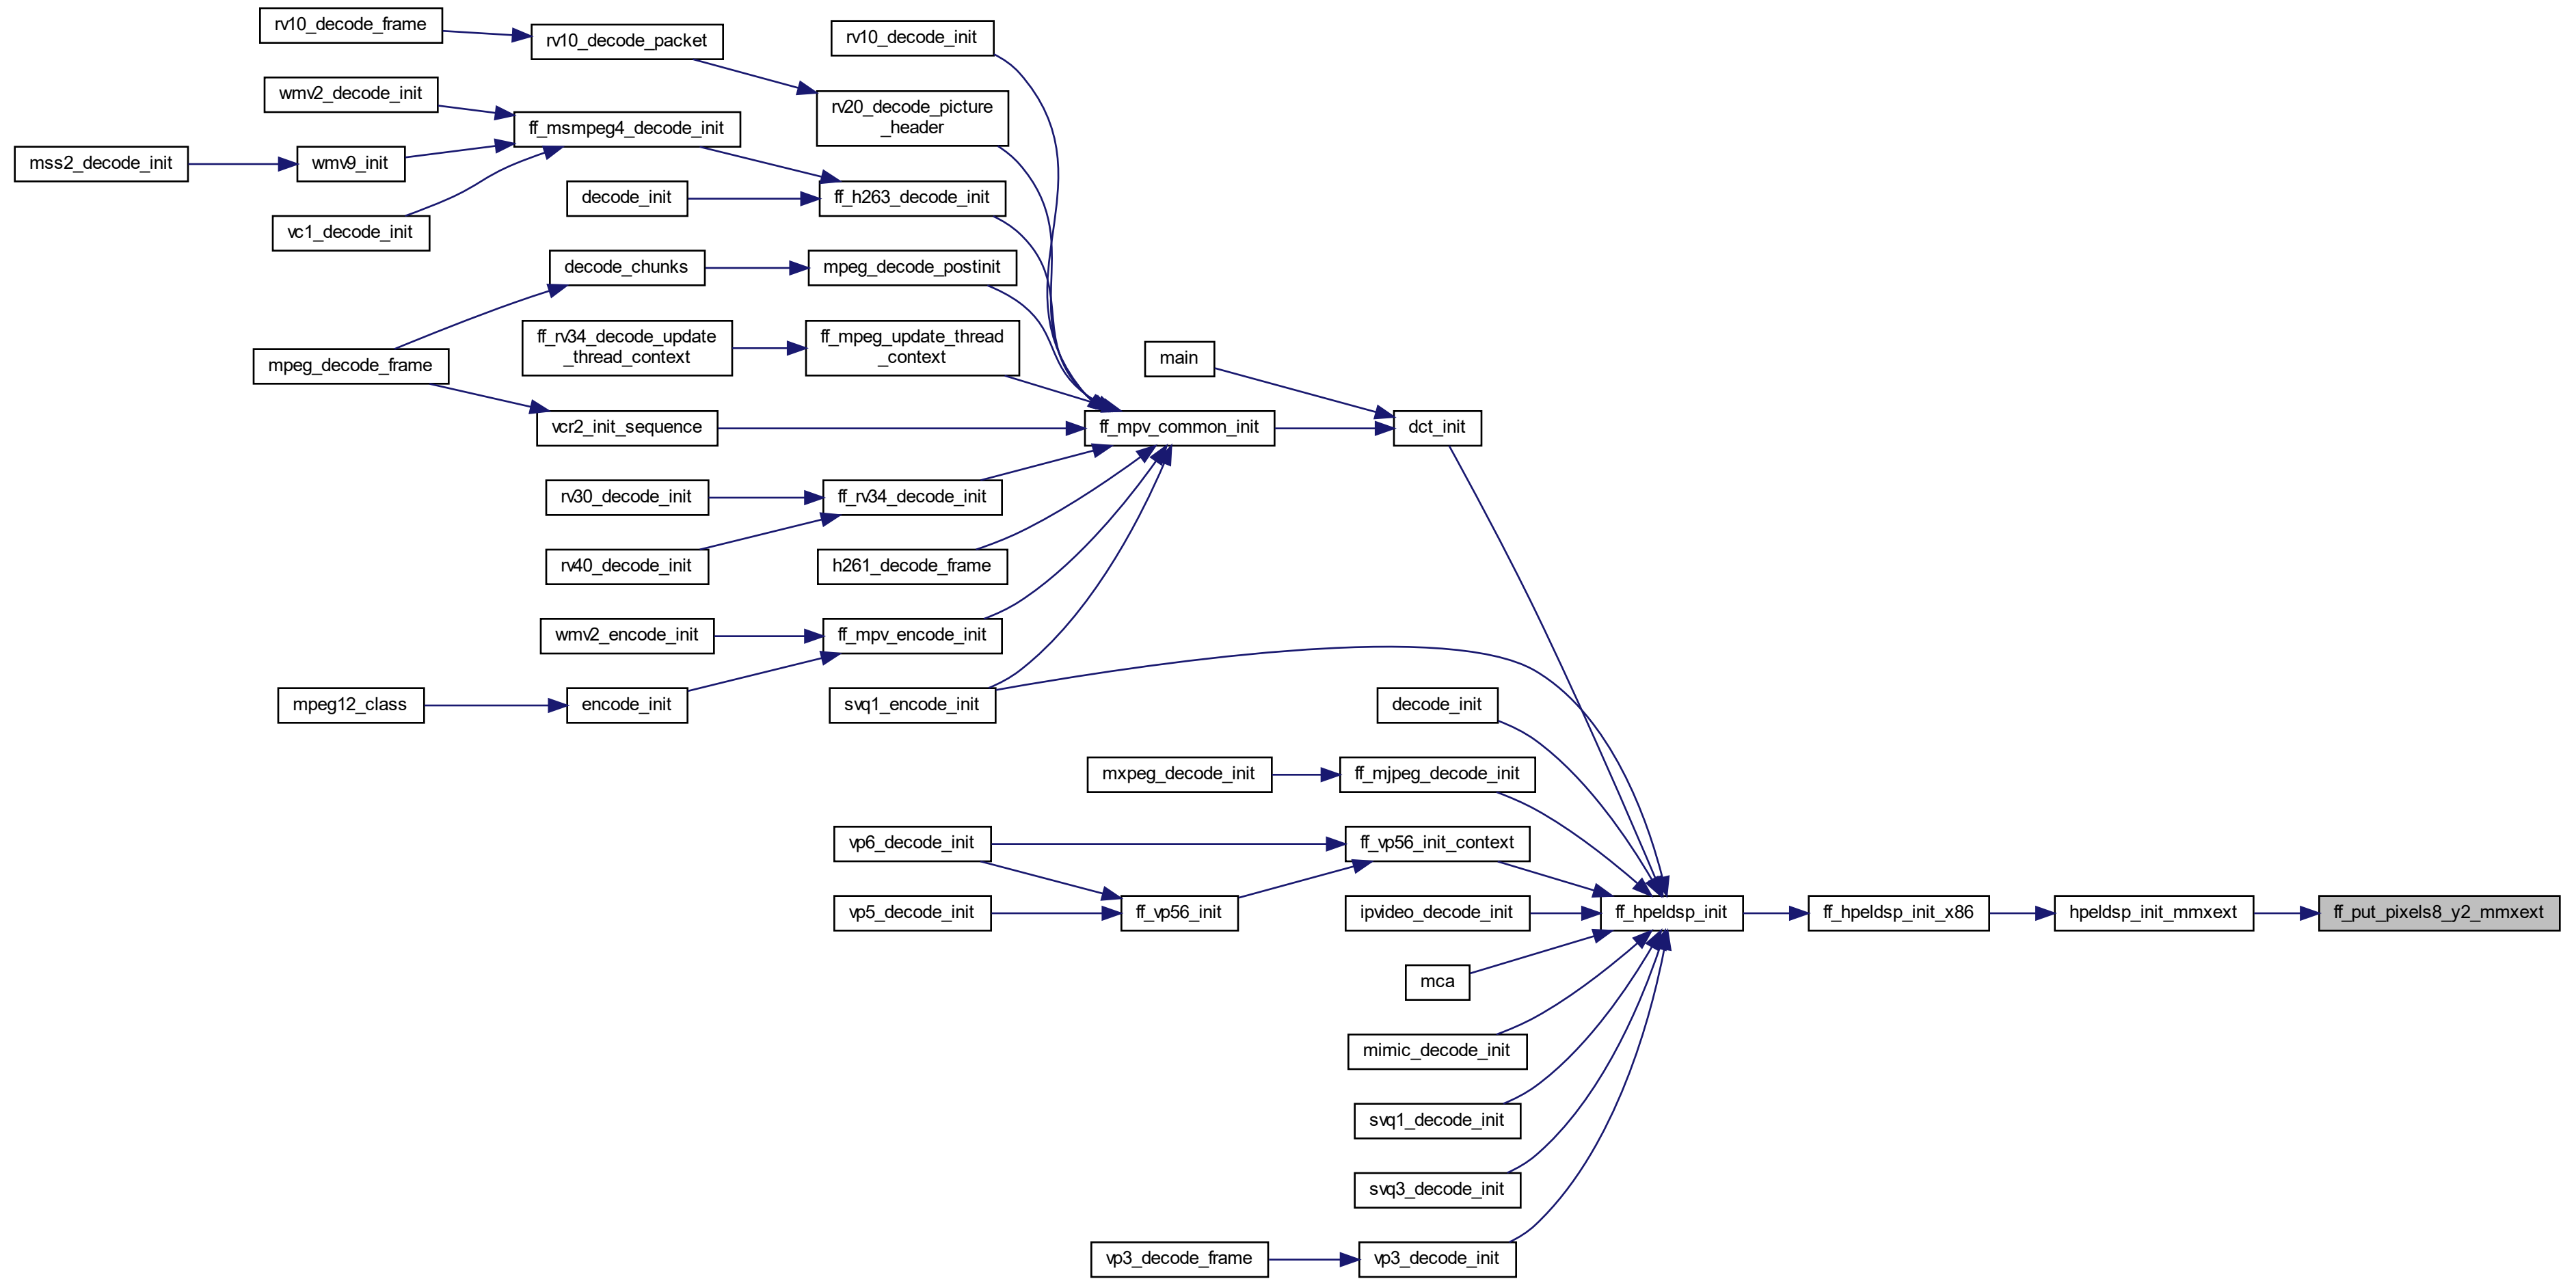 rv10_decode_frame
rv10_decode_packet
rv10_decode_init
wmv2_decode_init
rv20_decode_picture
_header
ff_msmpeg4_decode_init
mss2_decode_init
wmv9_init
decode_init
ff_h263_decode_init
vc1_decode_init
decode_chunks
mpeg_decode_postinit
ff_rv34_decode_update
_thread_context
ff_mpeg_update_thread
_context
main
mpeg_decode_frame
vcr2_init_sequence
ff_mpv_common_init
dct_init
rv30_decode_init
ff_rv34_decode_init
rv40_decode_init
h261_decode_frame
wmv2_encode_init
ff_mpv_encode_init
mpeg12_class
encode_init
svq1_encode_init
decode_init
mxpeg_decode_init
ff_mjpeg_decode_init
vp6_decode_init
ff_vp56_init_context
vp5_decode_init
ff_vp56_init
ipvideo_decode_init
ff_hpeldsp_init
ff_hpeldsp_init_x86
hpeldsp_init_mmxext
ff_put_pixels8_y2_mmxext
mca
mimic_decode_init
svq1_decode_init
svq3_decode_init
vp3_decode_frame
vp3_decode_init